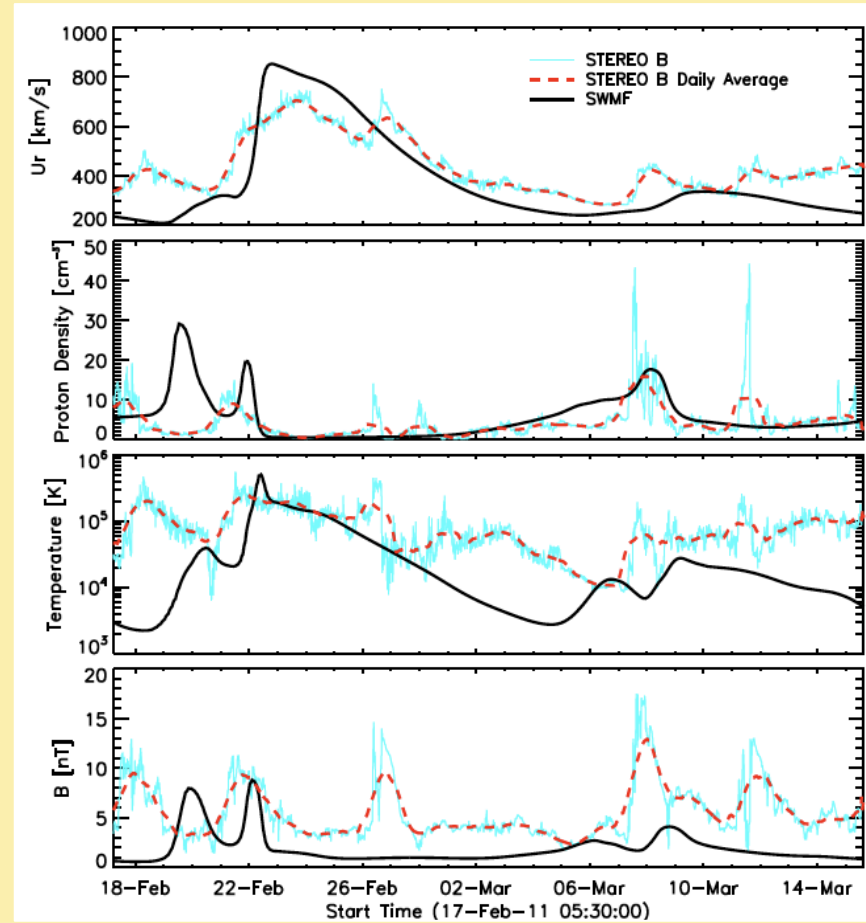 1000
800
600
400
200
Ur [km/s]
STEREO B
STEREO B Daily Average
SWMF
50
40
30
20
10
0
Proton Density [cm⁻³]
10⁶
10⁵
10⁴
10³
Temperature [K]
20
15
10
5
0
B [nT]
18-Feb 22-Feb 26-Feb 02-Mar 06-Mar 10-Mar 14-Mar
Start Time (17-Feb-11 05:30:00)